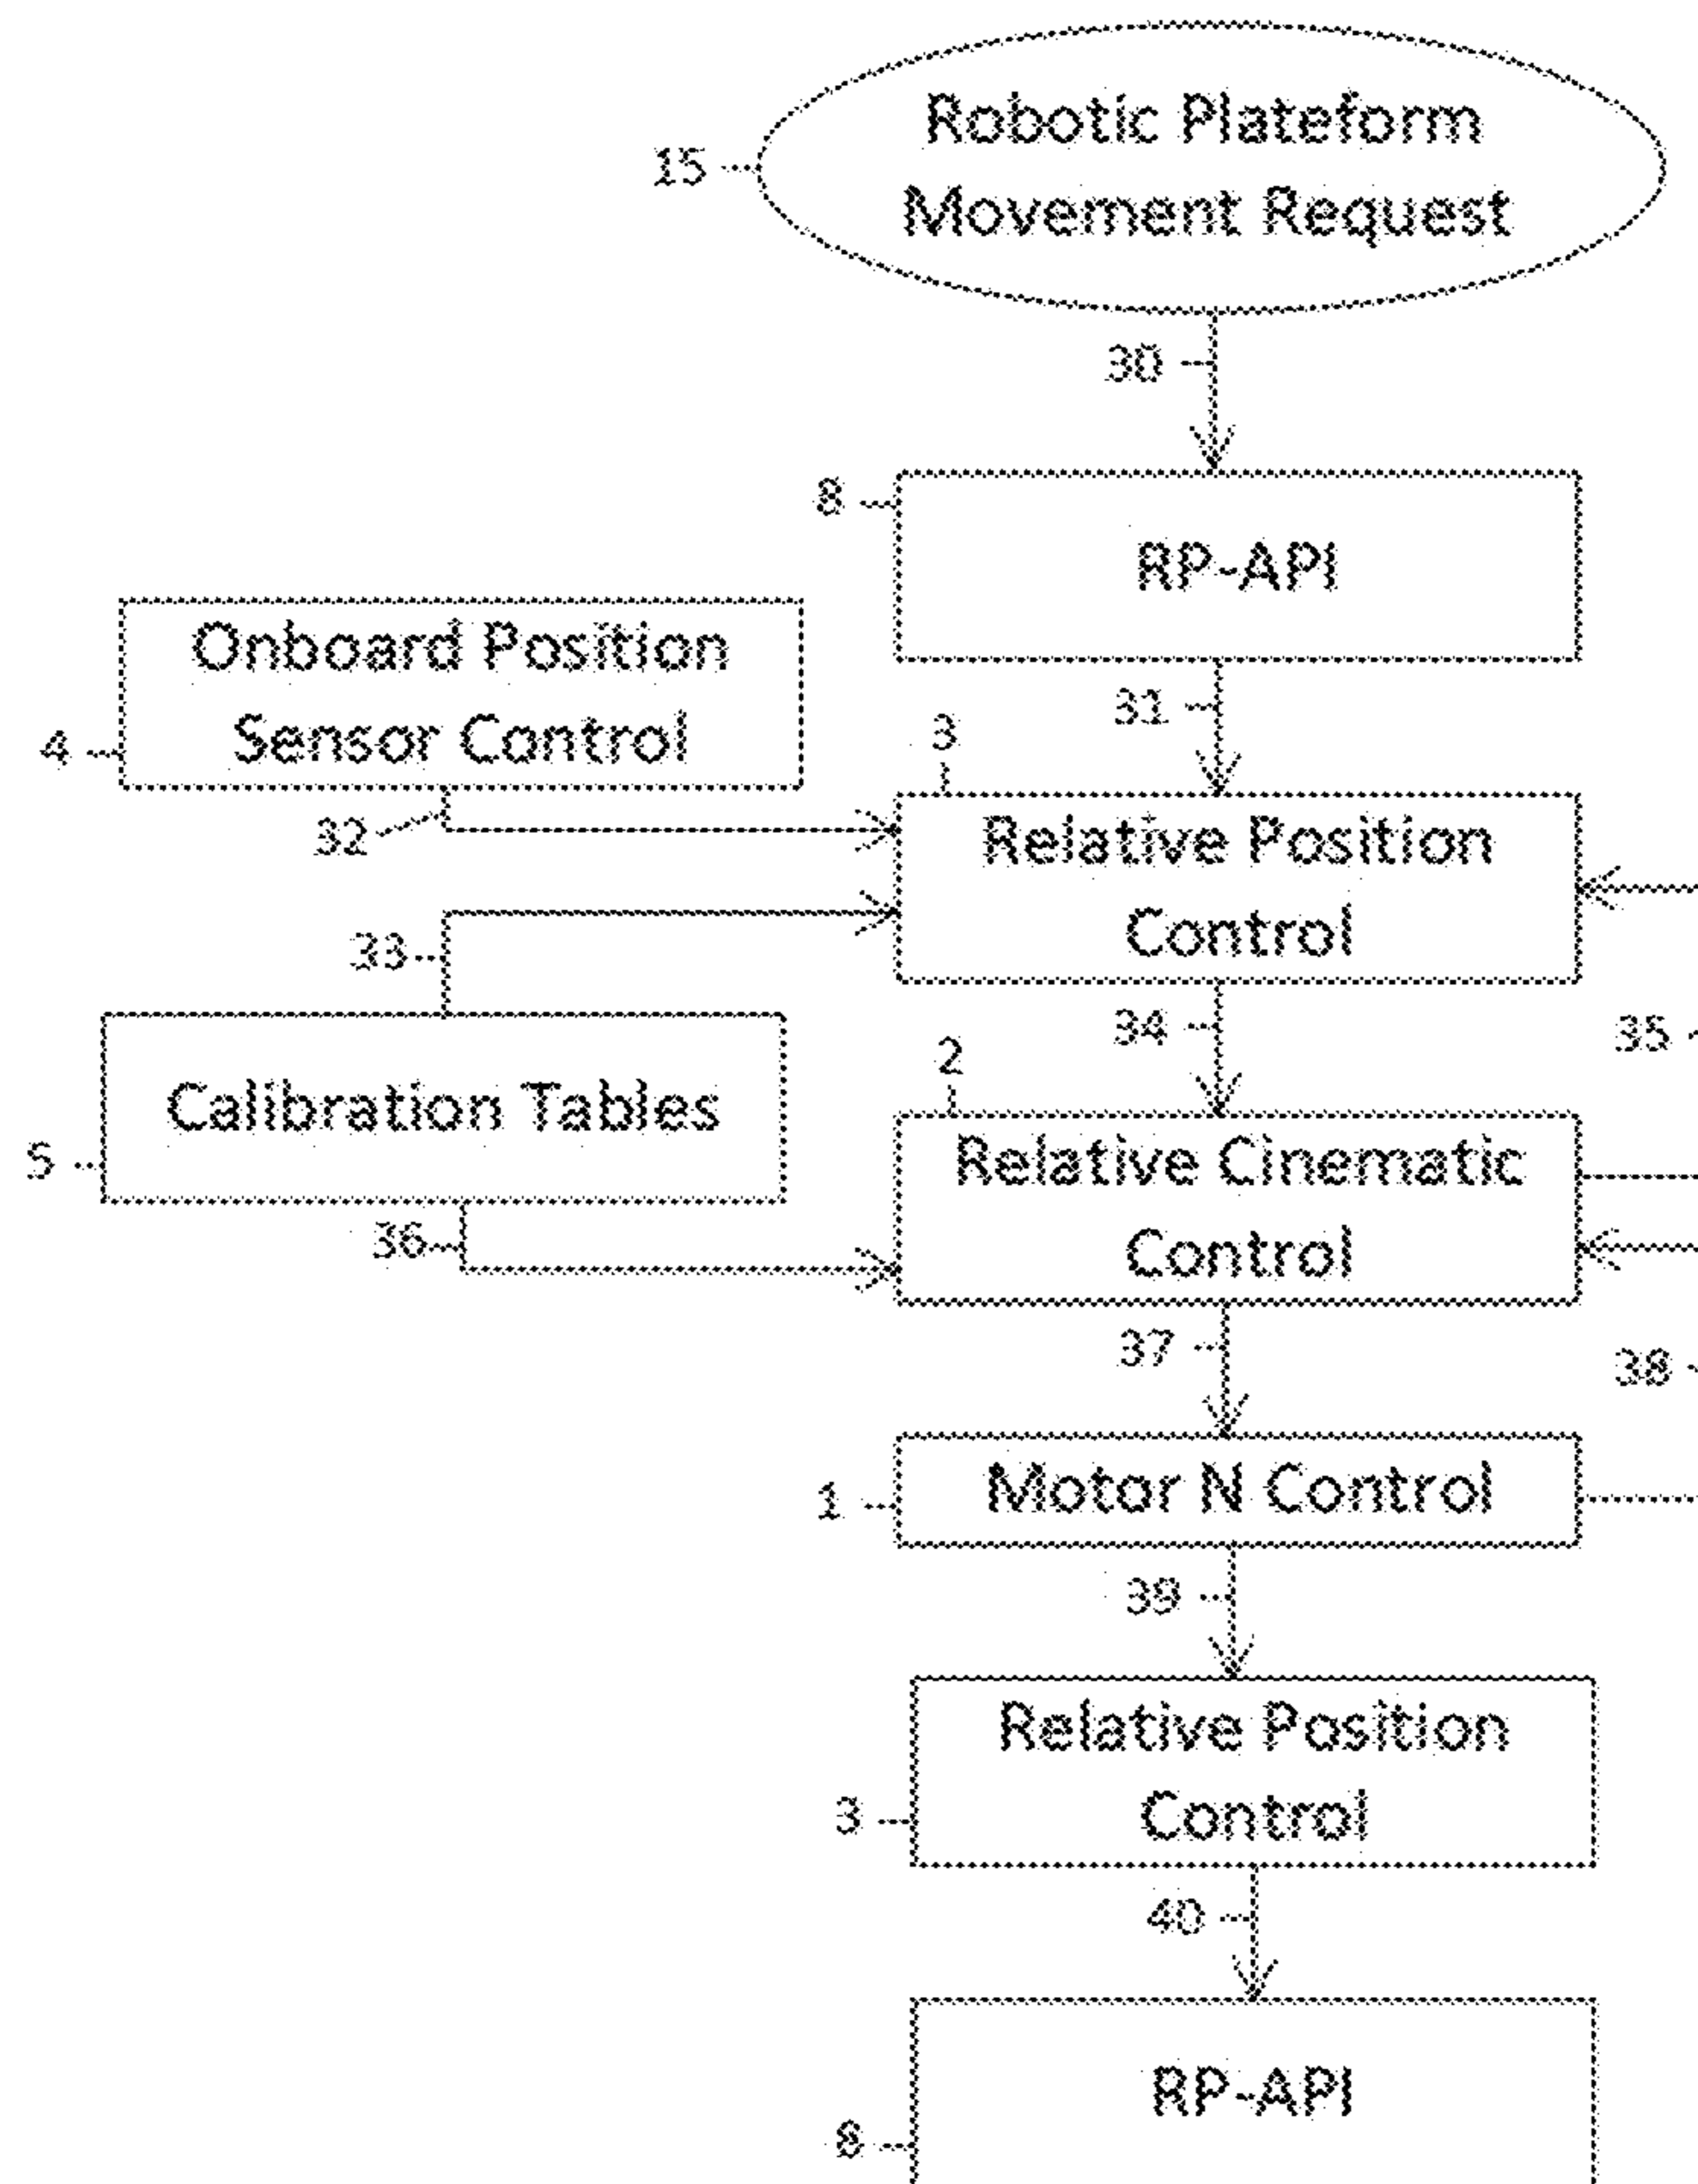 Robotic Plateform
Movement Request
15
30
8
RP-API
Onboard Position
Sensor Control
4
31
3
32
Relative Position
Control
33
34
35
2
Calibration Tables
5
Relative Cinematic
Control
36
37
38
1
Motor N Control
39
Relative Position
Control
3
40
RP-API
8